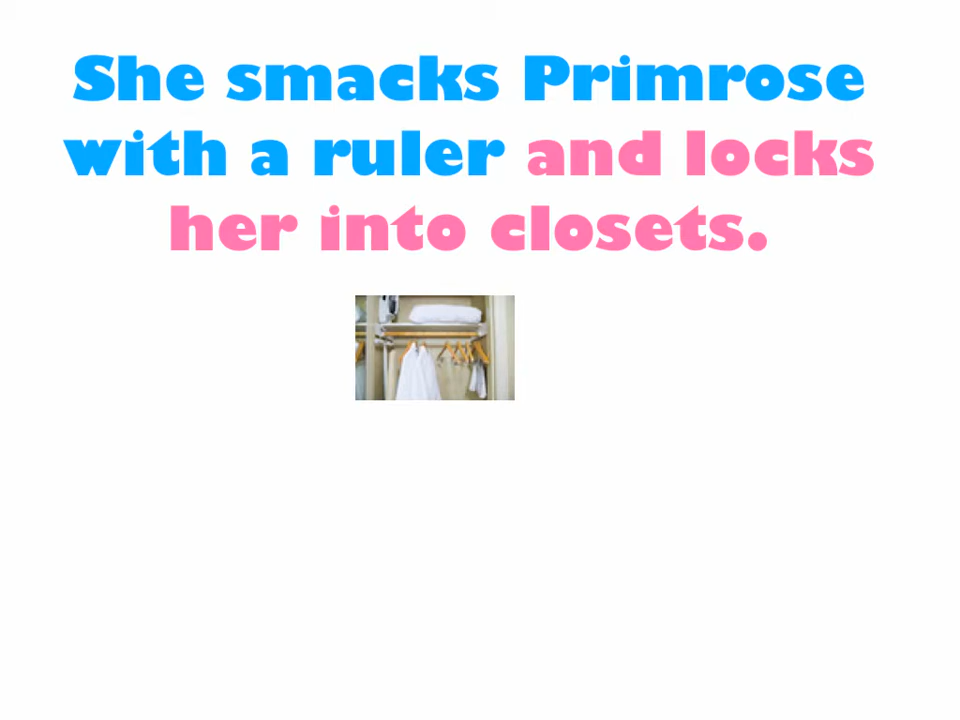 She smacks Primrose
with a ruler and locks
her into closets.